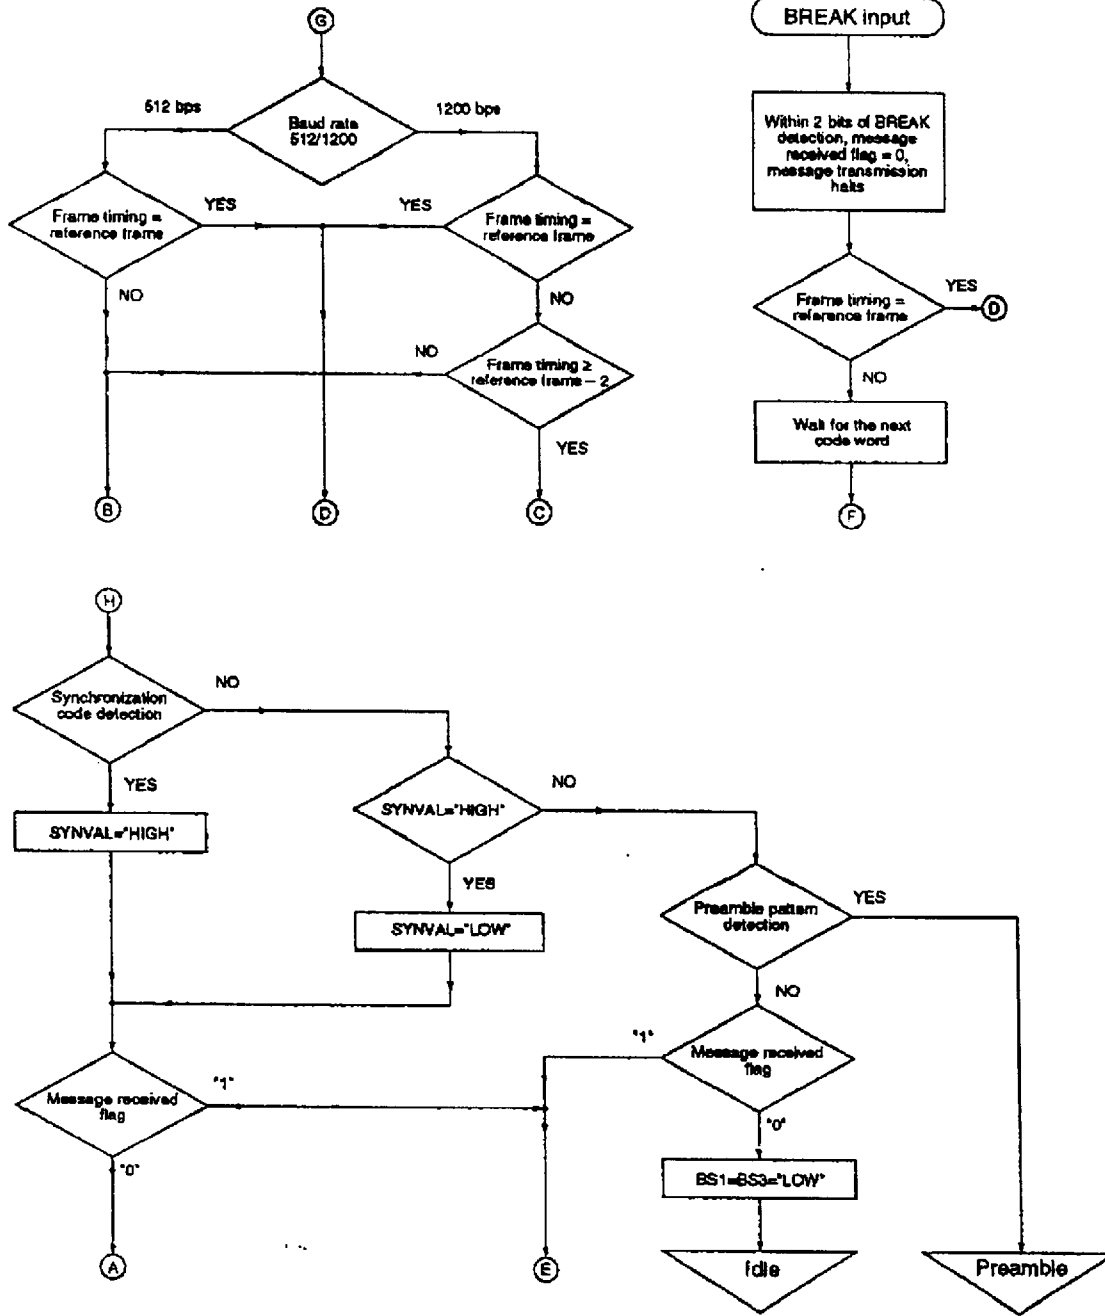 G
BREAK input
512 bps
1200 bps
Baud rate
512/1200
Within 2 bits of BREAK
detection, message
received flag = 0,
message transmission
halts
Frame timing =
reference frame
YES
YES
Frame timing =
reference frame
NO
NO
Frame timing =
reference frame
YES
D
NO
Frame timing ≥
reference frame – 2
NO
YES
Wait for the next
code word
B
D
C
F
H
Synchronization
code detection
NO
YES
SYNVAL="HIGH"
SYNVAL="HIGH"
NO
YES
SYNVAL="LOW"
Preamble pattern
detection
YES
NO
Message received
flag
"1"
"0"
Message received
flag
"1"
"0"
BS1=BS3="LOW"
A
E
Idle
Preamble